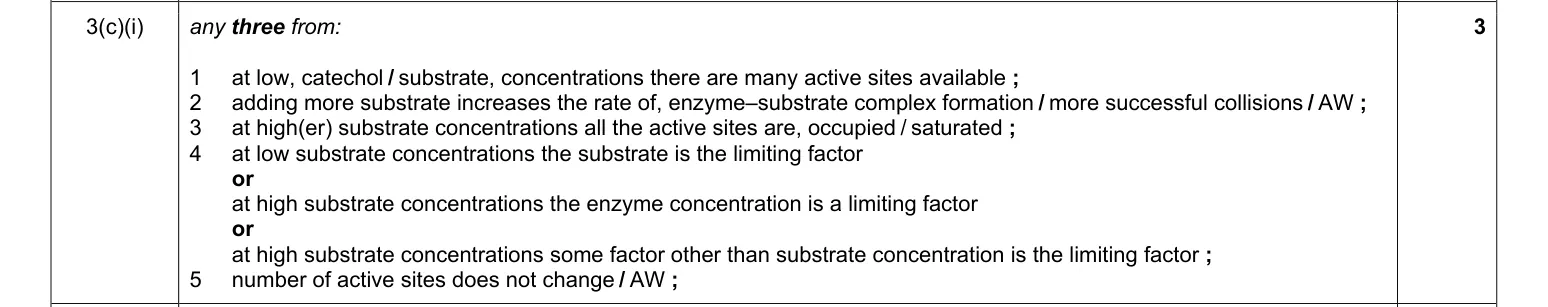 3(c)(i) any three from: 3
1 at low, catechol / substrate, concentrations there are many active sites available ;
2 adding more substrate increases the rate of, enzyme–substrate complex formation / more successful collisions / AW ;
3 at high(er) substrate concentrations all the active sites are, occupied / saturated ;
4 at low substrate concentrations the substrate is the limiting factor
or
at high substrate concentrations the enzyme concentration is a limiting factor
or
at high substrate concentrations some factor other than substrate concentration is the limiting factor ;
5 number of active sites does not change / AW ;